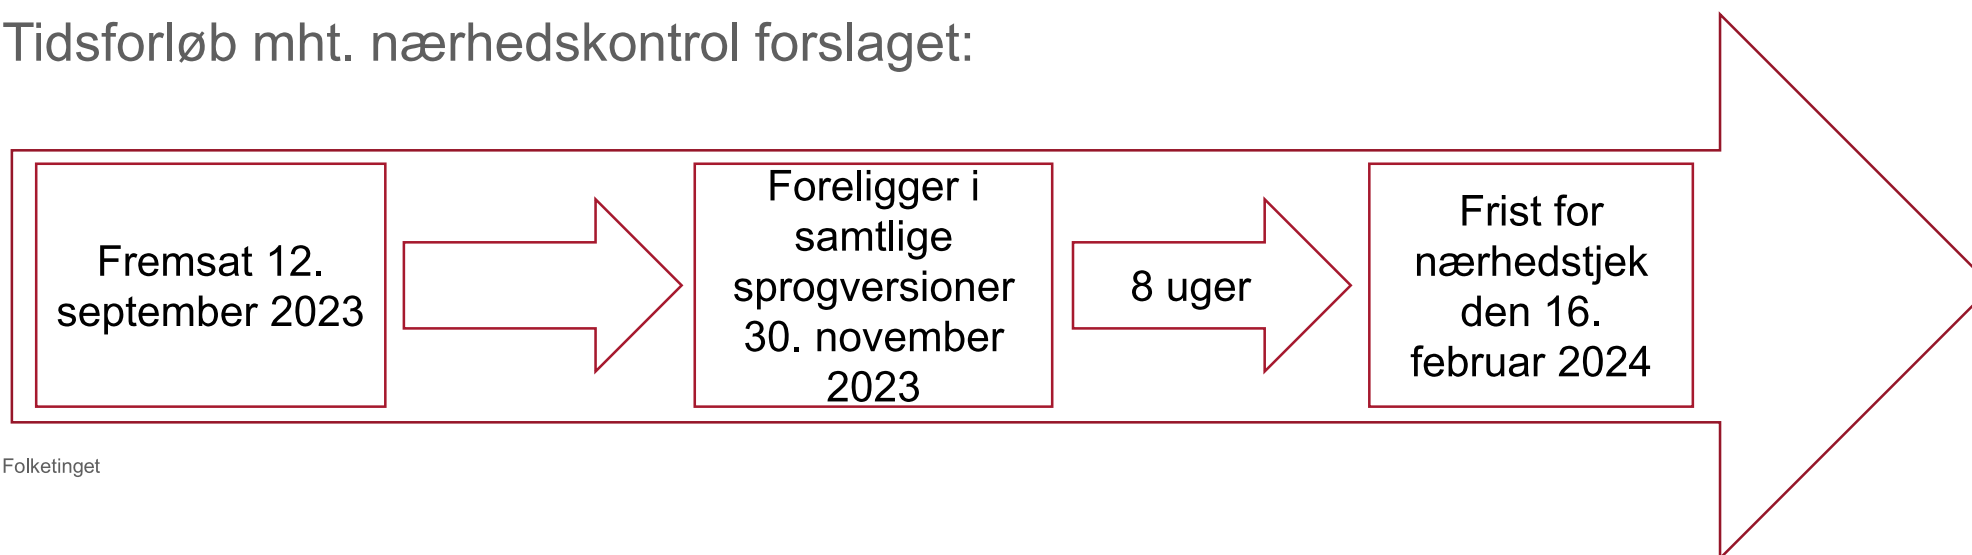 Tidsforløb mht. nærhedskontrol forslaget:
Fremsat 12.
september 2023
Foreligger i
samtlige
sprogversioner
30. november
2023
8 uger
Frist for
nærhedstjek
den 16.
februar 2024
Folketinget